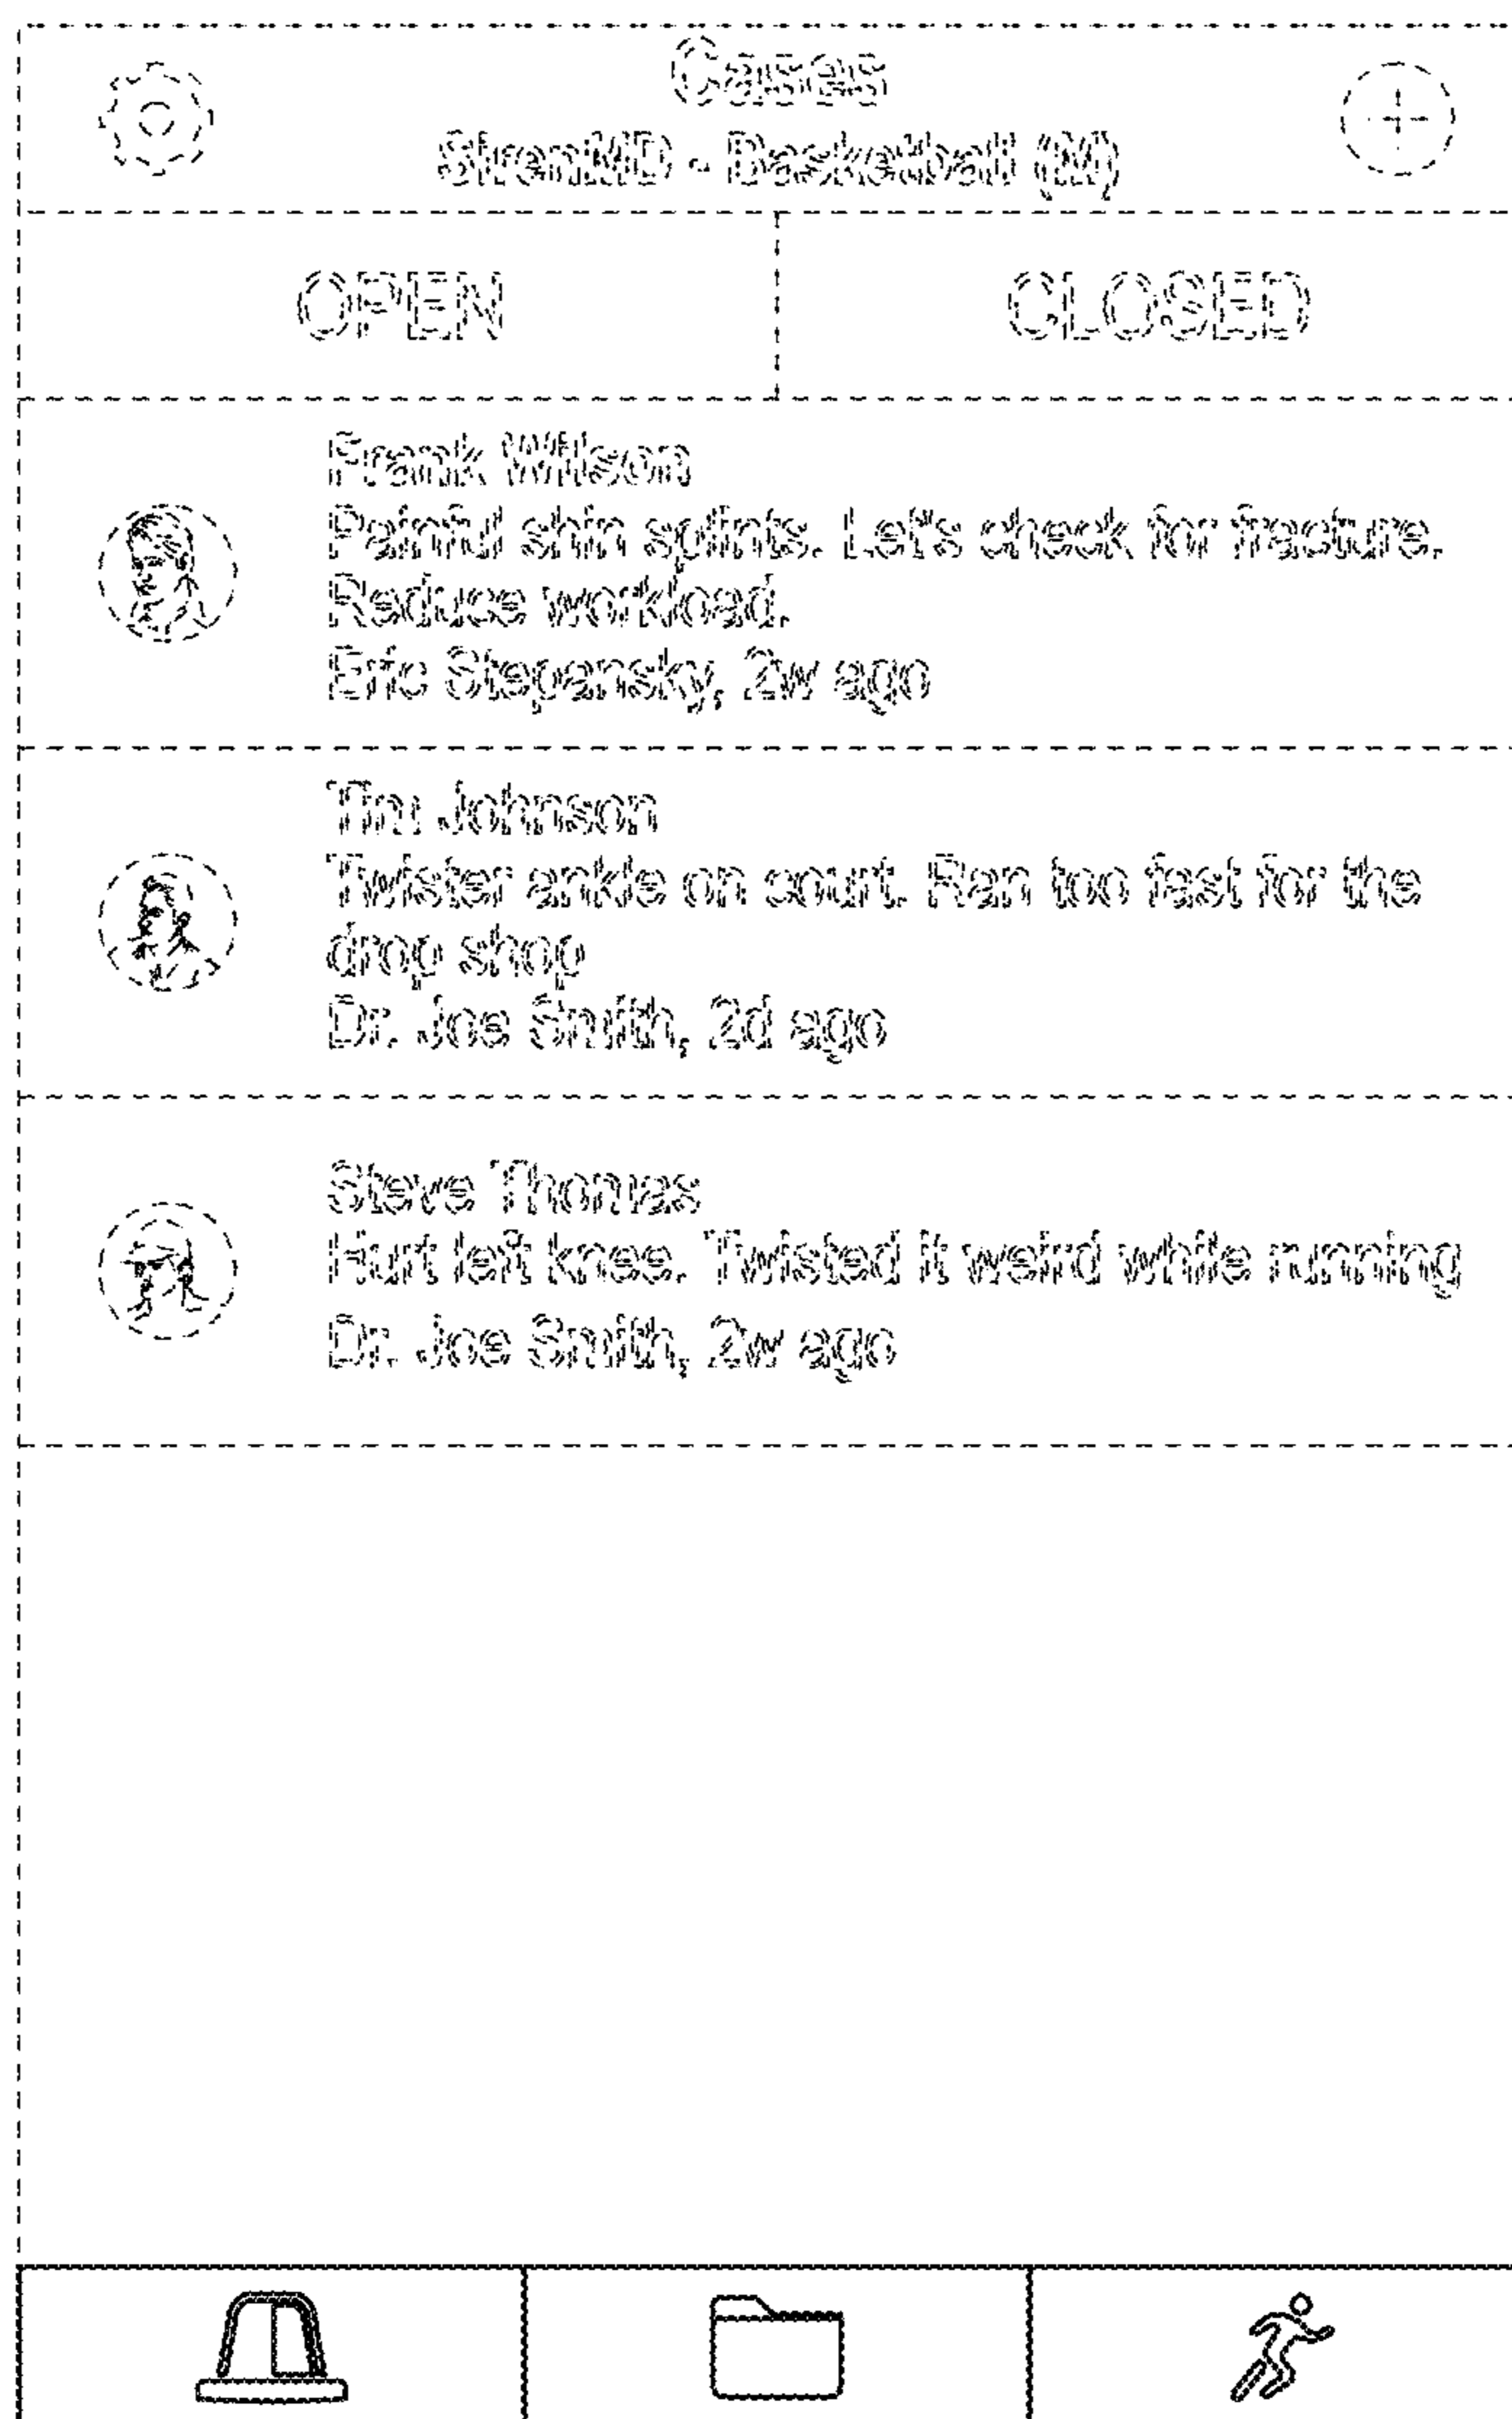 Cases
SirenMD - Basketball (M)
OPEN
CLOSED
Frank Wilson
Painful shin splints. Let's check for fracture.
Reduce workload.
Eric Stepansky, 2w ago
Tim Johnson
Twister ankle on court. Ran too fast for the
drop shop
Dr. Joe Smith, 2d ago
Steve Thomas
Hurt left knee. Twisted it weird while running
Dr. Joe Smith, 2w ago